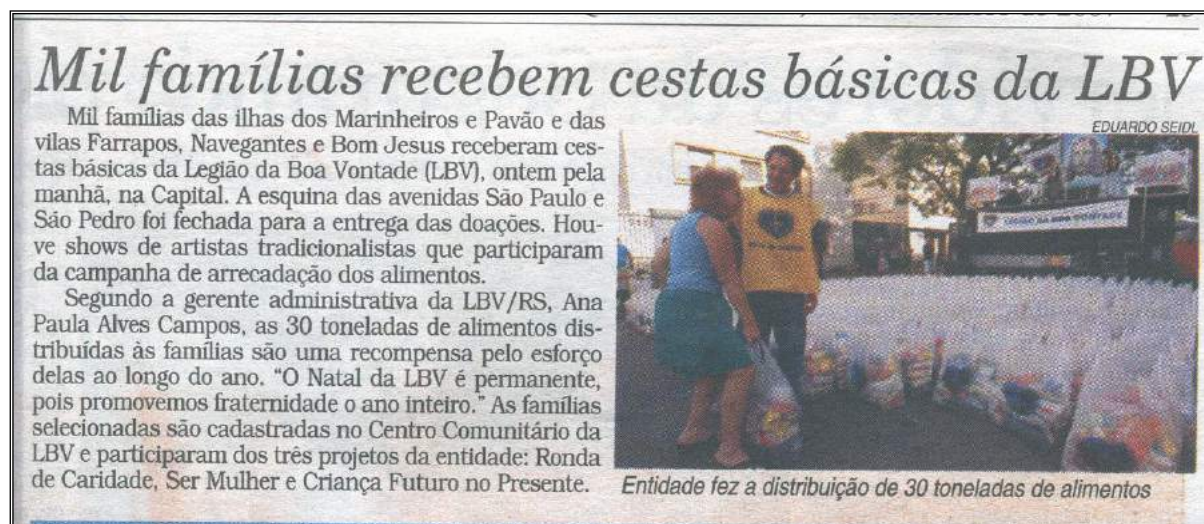 Mil famílias recebem cestas básicas da LBV
Mil famílias das ilhas dos Marinheiros e Pavão e das
vilas Farrapos, Navegantes e Bom Jesus receberam ces-
tas básicas da Legião da Boa Vontade (LBV), ontem pela
manhã, na Capital. A esquina das avenidas São Paulo e
São Pedro foi fechada para a entrega das doações. Hou-
ve shows de artistas tradicionalistas que participaram
da campanha de arrecadação dos alimentos.
Segundo a gerente administrativa da LBV/RS, Ana
Paula Alves Campos, as 30 toneladas de alimentos dis-
tribuídas às famílias são uma recompensa pelo esforço
delas ao longo do ano. “O Natal da LBV é permanente,
pois promovemos fraternidade o ano inteiro.” As famílias
selecionadas são cadastradas no Centro Comunitário da
LBV e participaram dos três projetos da entidade: Ronda
de Caridade, Ser Mulher e Criança Futuro no Presente.
EDUARDO SEIDL
LEGIÃO DA BOA VONTADE
Entidade fez a distribuição de 30 toneladas de alimentos